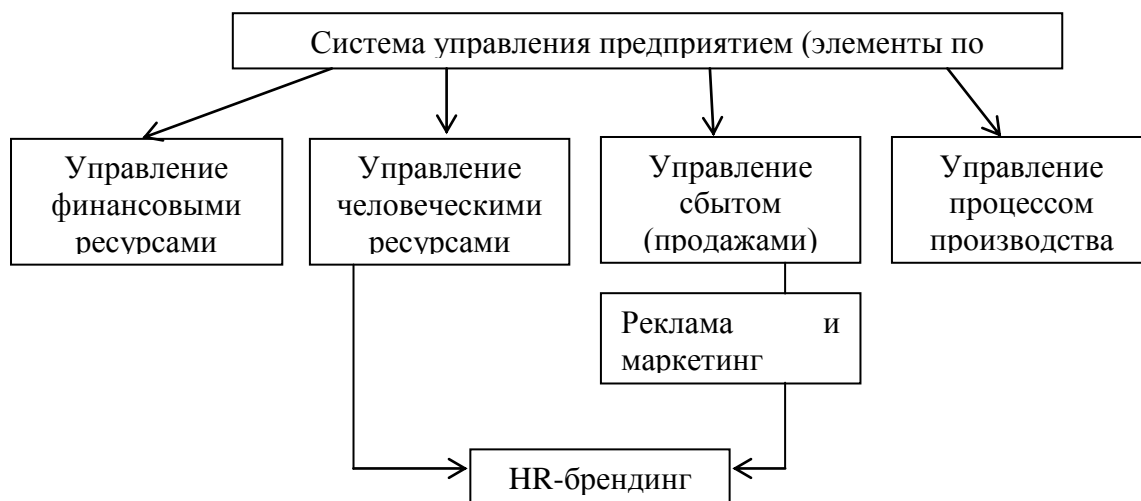 Система управления предприятием (элементы по
Управление
финансовыми
ресурсами
Управление
человеческими
ресурсами
Управление
сбытом
(продажами)
Управление
процессом
производства
Реклама и
маркетинг
HR-брендинг